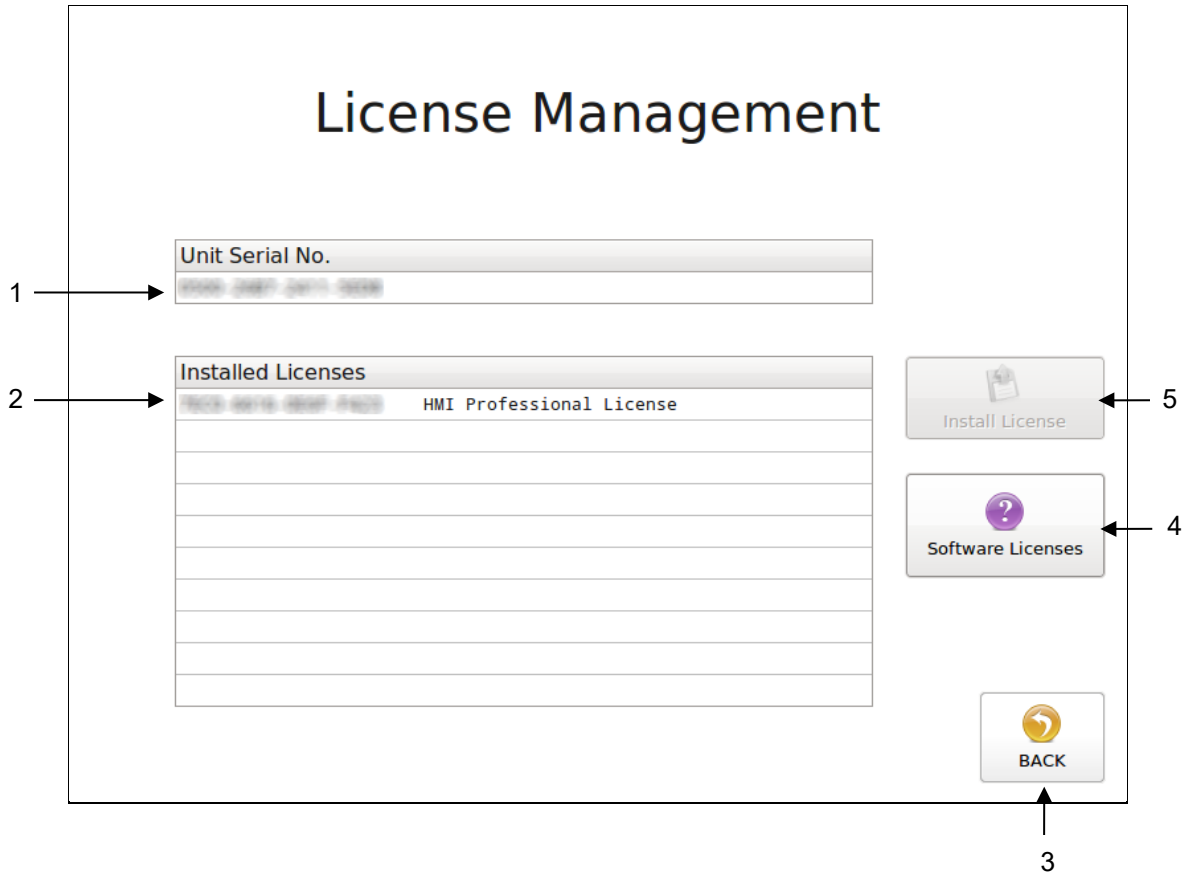 License Management
Unit Serial No.
1
Installed Licenses
2
HMI Professional License
Install License
5
Software Licenses
4
BACK
3